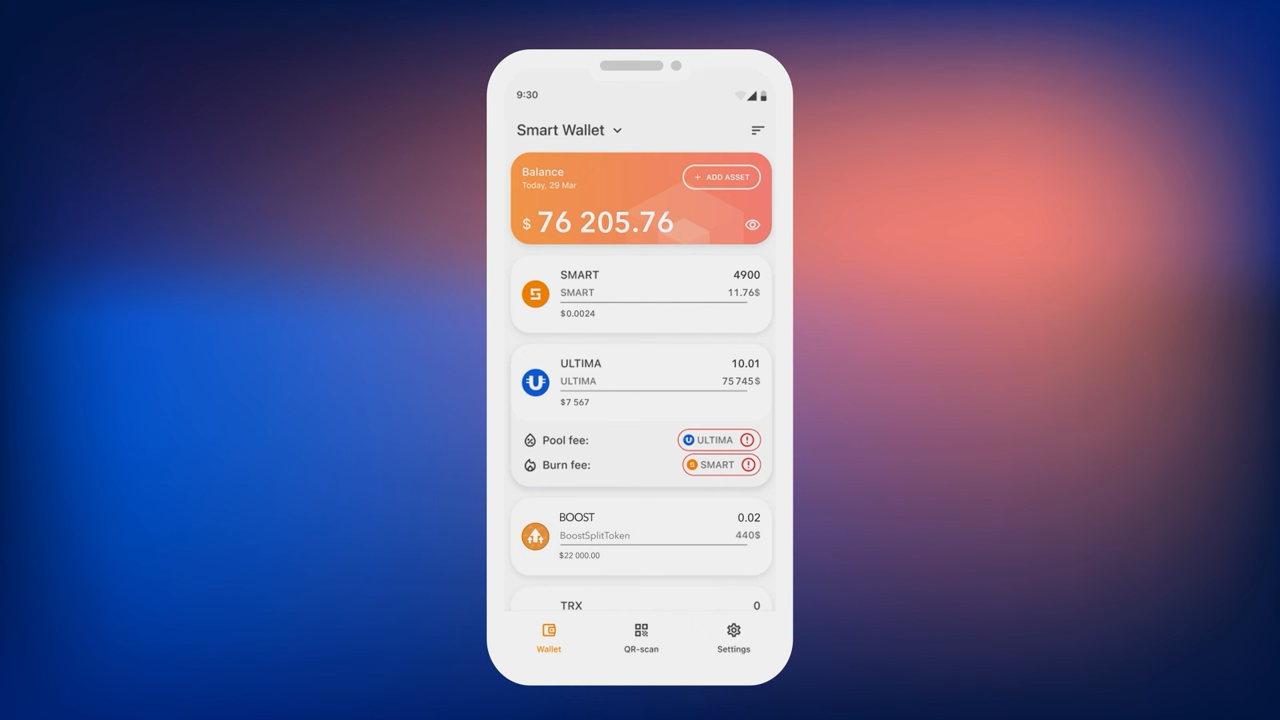 9:30
Smart Wallet
Balance
+ ADD ASSET
Today, 29 Mar
$ 76 205.76
SMART 4900
SMART 11.76$
$0.0024
ULTIMA 10.01
ULTIMA 75 745$
$7 567
Pool fee: ULTIMA
Burn fee: SMART
BOOST 0.02
BoostSplitToken 440$
$22 000.00
TRX 0
Wallet QR-scan Settings